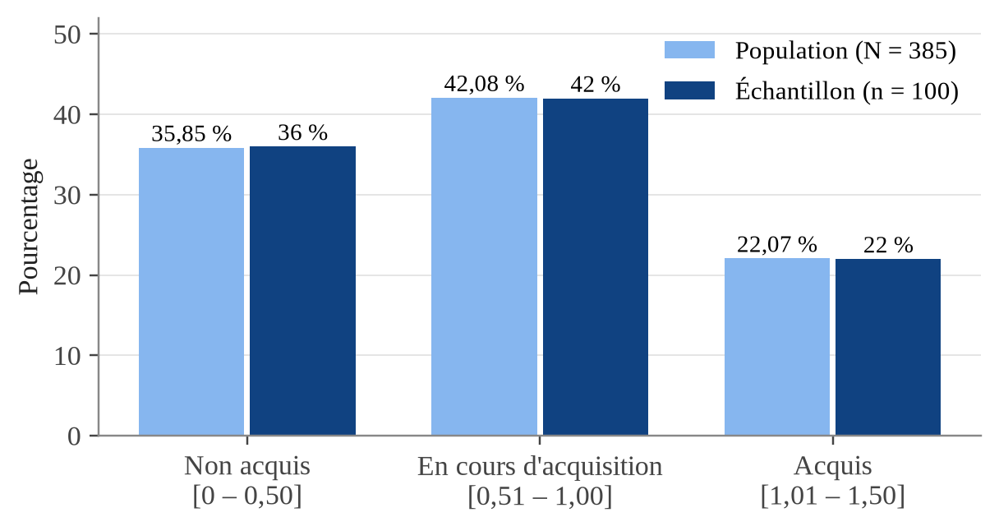 Pourcentage
50
40
30
20
10
0
Population (N = 385)
Échantillon (n = 100)
35,85 %
36 %
42,08 %
42 %
22,07 %
22 %
Non acquis
[0 – 0,50]
En cours d'acquisition
[0,51 – 1,00]
Acquis
[1,01 – 1,50]